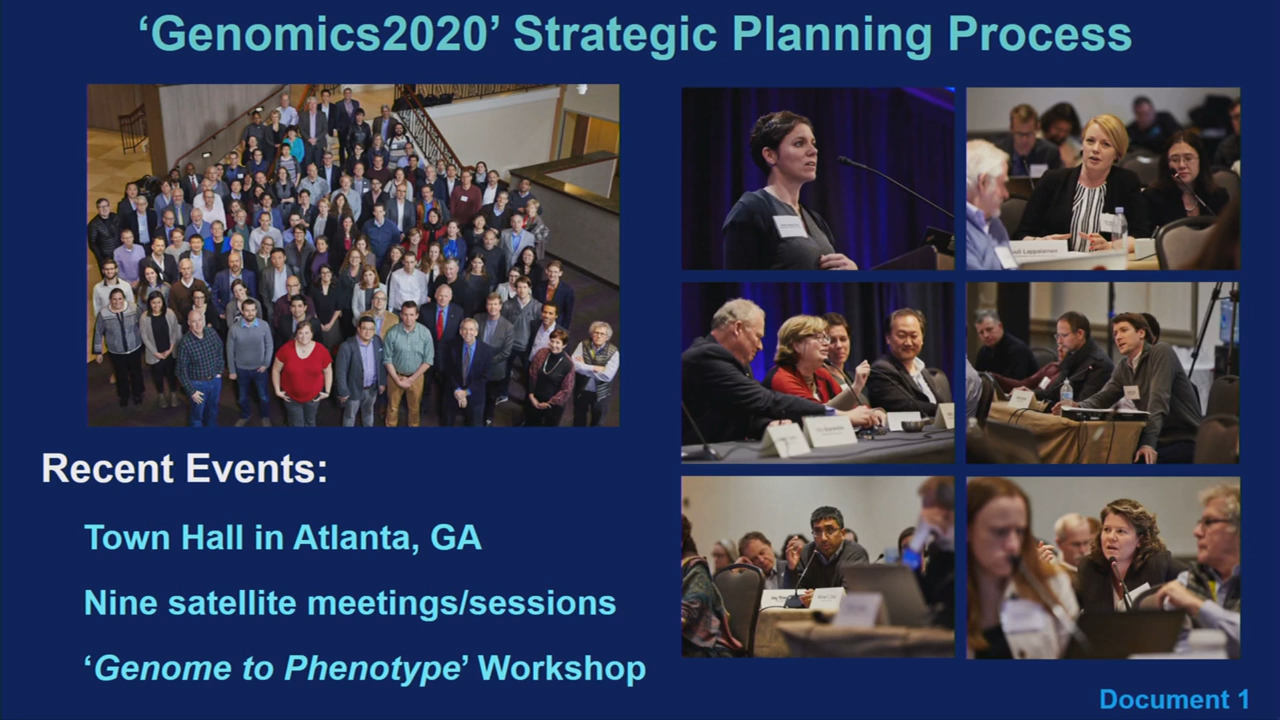 ‘Genomics2020’ Strategic Planning Process
Recent Events:
Town Hall in Atlanta, GA
Nine satellite meetings/sessions
‘Genome to Phenotype’ Workshop
Document 1